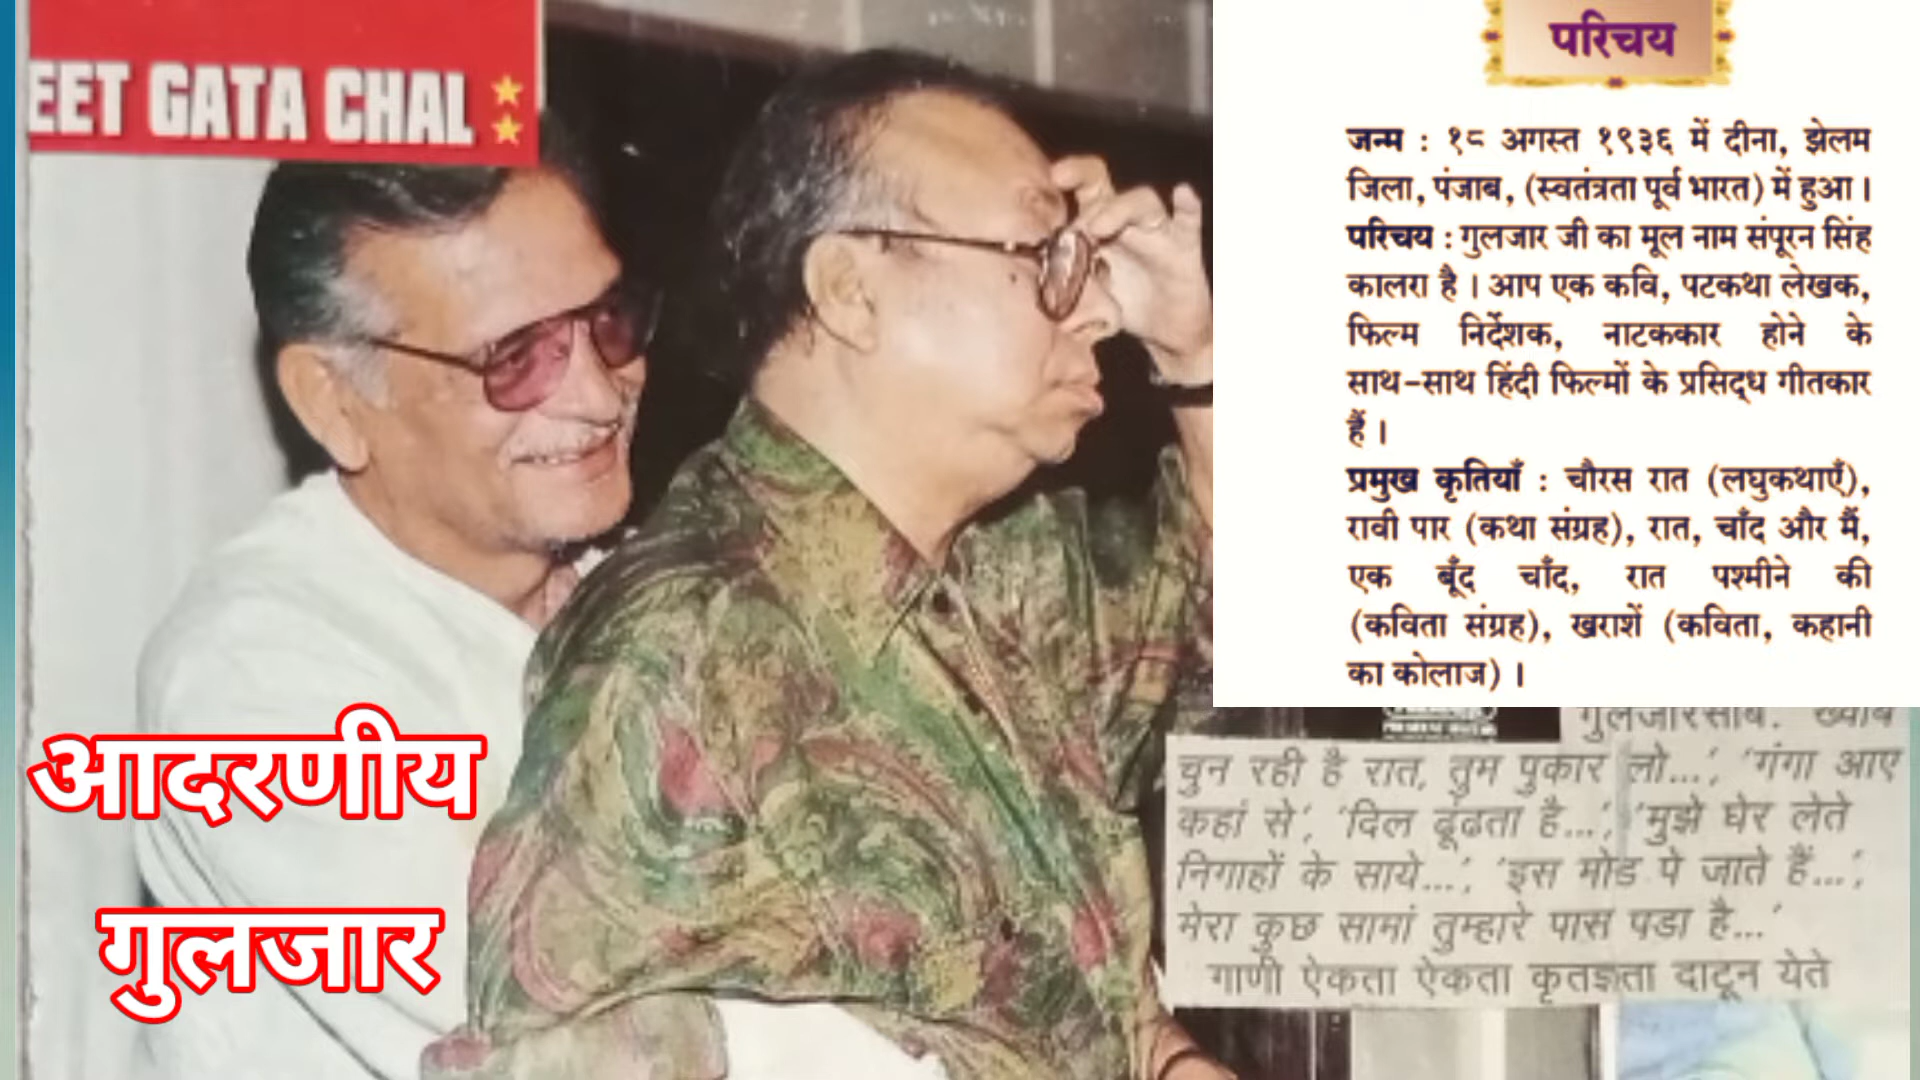 EET GATA CHAL
परिचय
जन्म : १८ अगस्त १९३६ में दीना, झेलम
जिला, पंजाब, (स्वतंत्रता पूर्व भारत) में हुआ ।
परिचय : गुलजार जी का मूल नाम संपूरन सिंह
कालरा है । आप एक कवि, पटकथा लेखक,
फिल्म निर्देशक, नाटककार होने के
साथ-साथ हिंदी फिल्मों के प्रसिद्ध गीतकार
हैं ।
प्रमुख कृतियाँ : चौरस रात (लघुकथाएँ),
रावी पार (कथा संग्रह), रात, चाँद और मैं,
एक बूँद चाँद, रात पश्मीने की
(कविता संग्रह), खराशें (कविता, कहानी
का कोलाज) ।
आदरणीय
गुलजार
गुलजारसाब. ख्वाब
चुन रही है रात, तुम पुकार लो...', 'गंगा आए
कहां से', 'दिल ढूंढता है...', 'मुझे घेर लेते
निगाहों के साये...', 'इस मोड पे जाते हैं...',
मेरा कुछ सामां तुम्हारे पास पडा है...'
गाणी ऐकता ऐकता कृतज्ञता दाटून येते